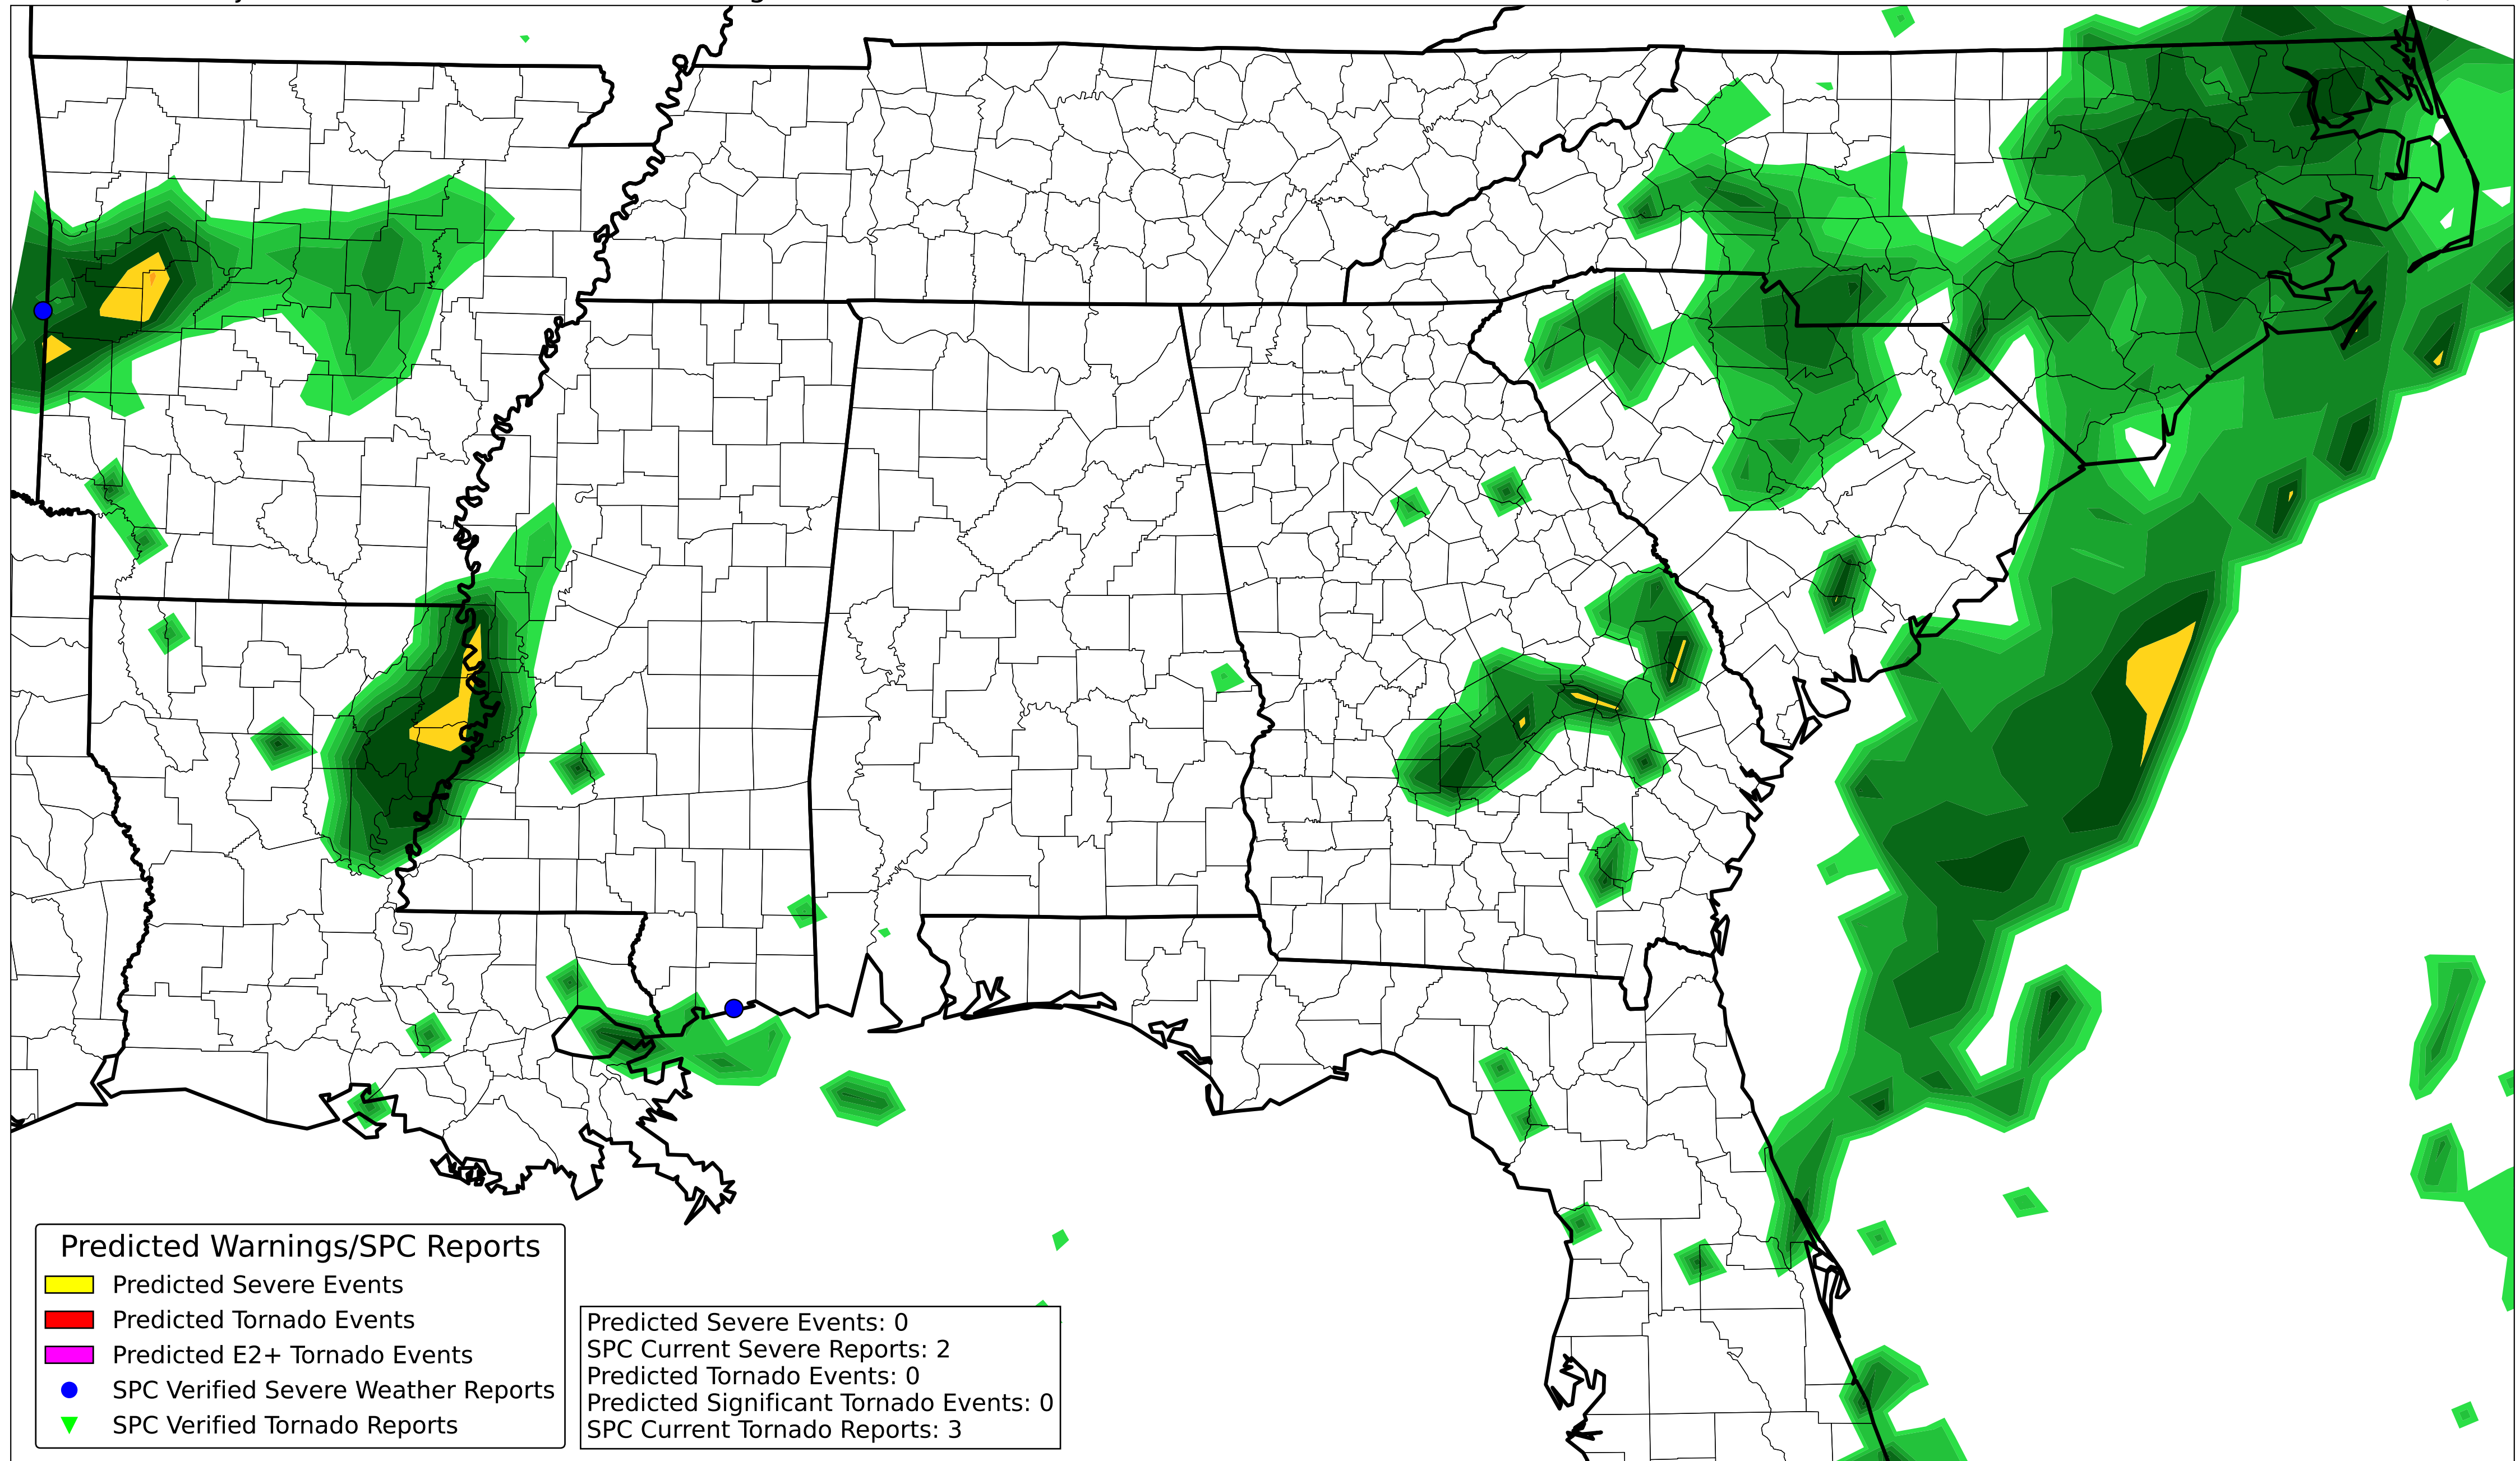 Predicted Warnings/SPC Reports
Predicted Severe Events
Predicted Tornado Events
Predicted E2+ Tornado Events
SPC Verified Severe Weather Reports
SPC Verified Tornado Reports
Predicted Severe Events: 0
SPC Current Severe Reports: 2
Predicted Tornado Events: 0
Predicted Significant Tornado Events: 0
SPC Current Tornado Reports: 3